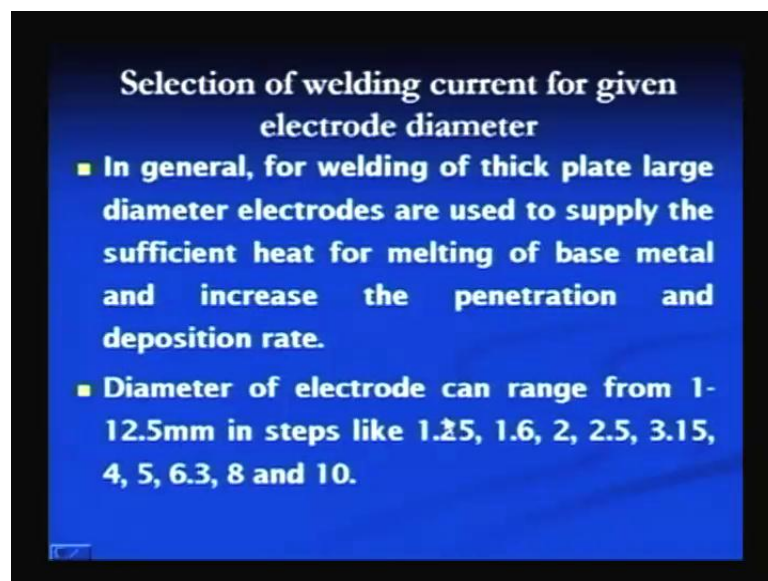 Selection of welding current for given
electrode diameter
In general, for welding of thick plate large
diameter electrodes are used to supply the
sufficient heat for melting of base metal
and increase the penetration and
deposition rate.
Diameter of electrode can range from 1-
12.5mm in steps like 1.25, 1.6, 2, 2.5, 3.15,
4, 5, 6.3, 8 and 10.